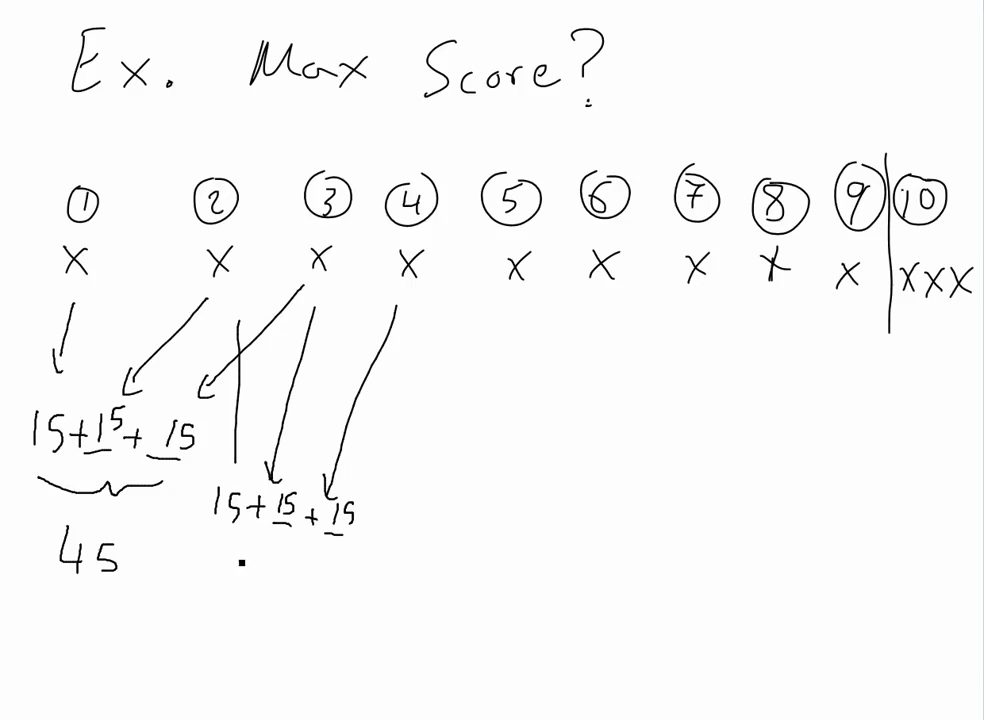 Ex. Max Score?
1 2 3 4 5 6 7 8 9 10
X X X X X X X X X XXX
15+15+15
15+15+15
45